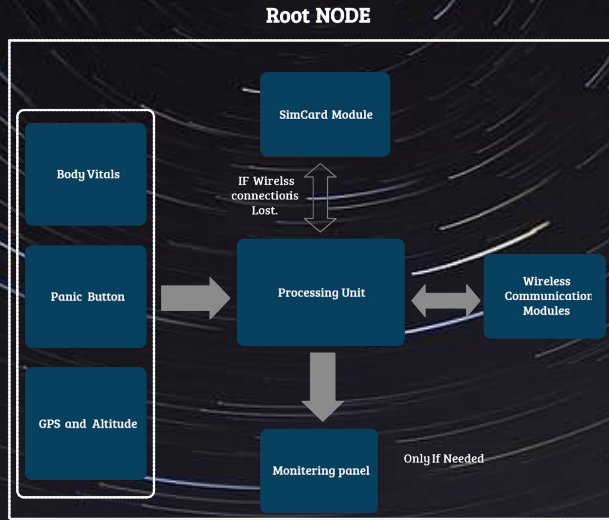 Root NODE
SimCard Module
Body Vitals
IF Wirelss
connectionis
Lost.
Panic Button
Processing Unit
Wireless
Communication
Modules
GPS and Altitude
Monitering panel
Only If Needed